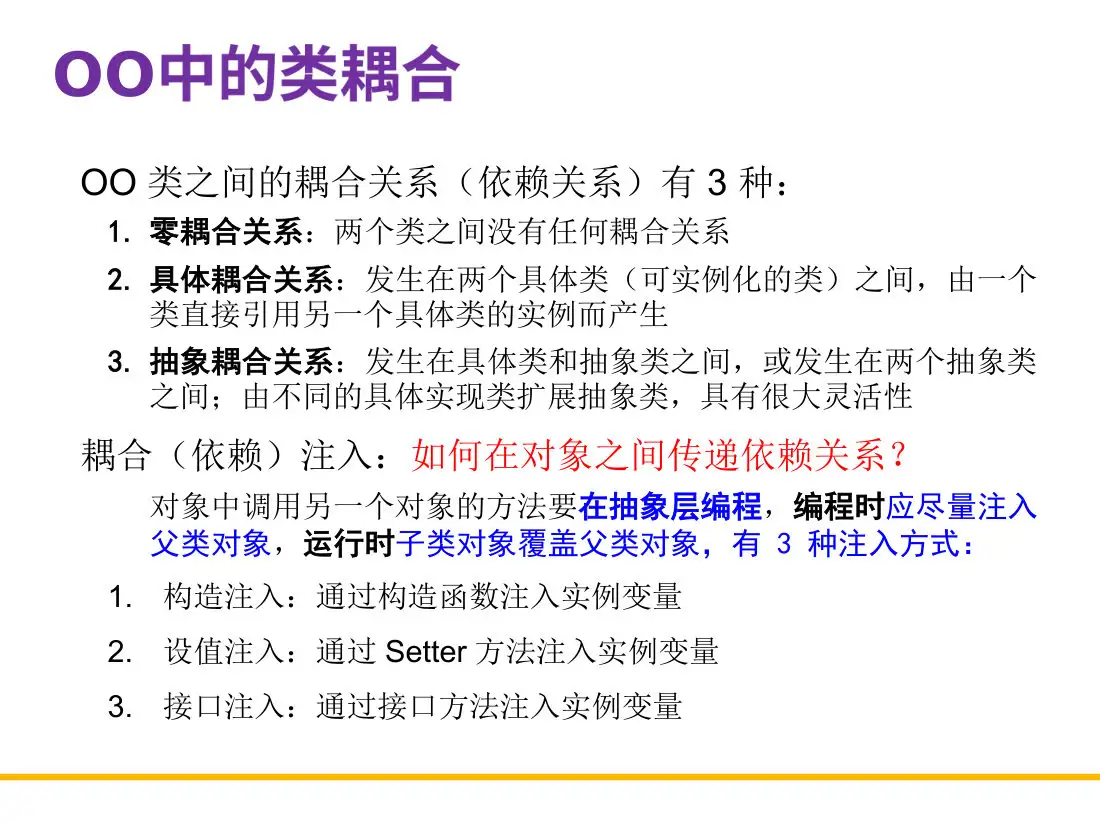 OO中的类耦合
OO 类之间的耦合关系（依赖关系）有 3 种：
1. 零耦合关系：两个类之间没有任何耦合关系
2. 具体耦合关系：发生在两个具体类（可实例化的类）之间，由一个
类直接引用另一个具体类的实例而产生
3. 抽象耦合关系：发生在具体类和抽象类之间，或发生在两个抽象类
之间；由不同的具体实现类扩展抽象类，具有很大灵活性
耦合（依赖）注入：如何在对象之间传递依赖关系？
对象中调用另一个对象的方法要在抽象层编程，编程时应尽量注入
父类对象，运行时子类对象覆盖父类对象，有 3 种注入方式：
1. 构造注入：通过构造函数注入实例变量
2. 设值注入：通过 Setter 方法注入实例变量
3. 接口注入：通过接口方法注入实例变量